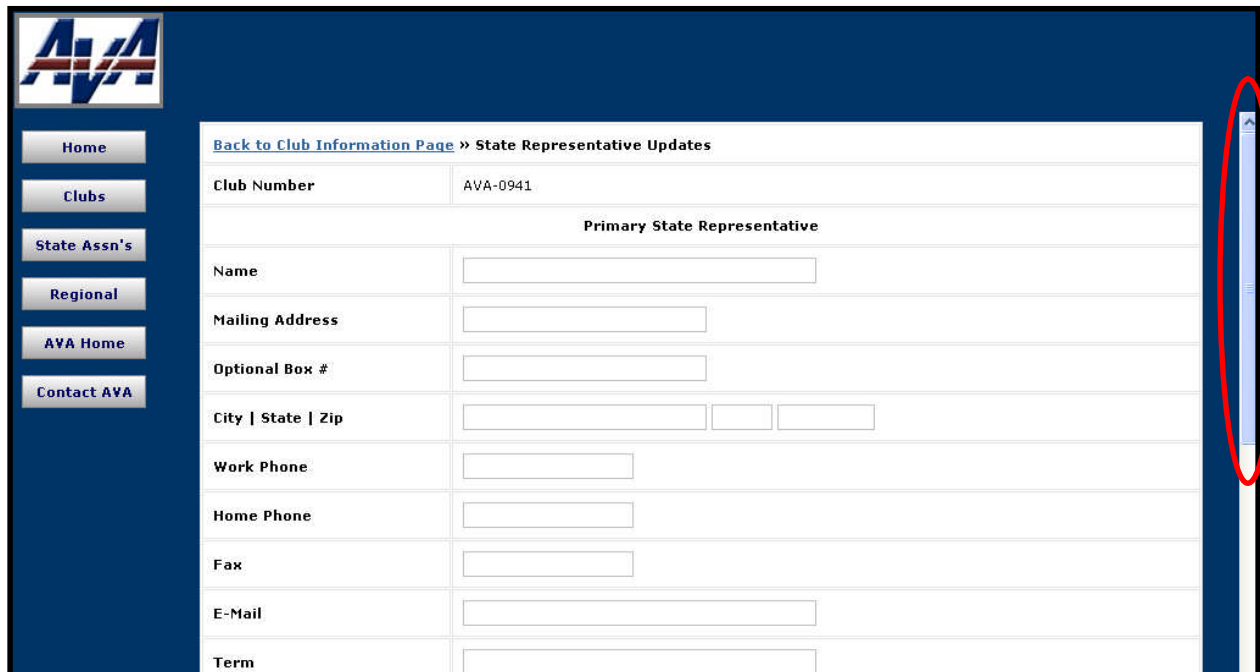 AVA
Home
Clubs
State Assn's
Regional
AVA Home
Contact AVA
Back to Club Information Page » State Representative Updates
Club Number AVA-0941
Primary State Representative
Name
Mailing Address
Optional Box #
City | State | Zip
Work Phone
Home Phone
Fax
E-Mail
Term